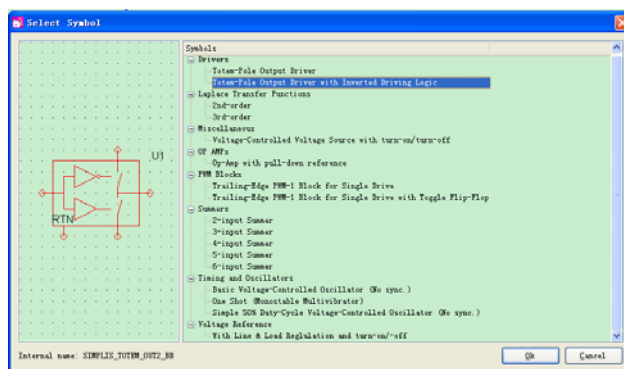 Select Symbol
U1
RTN
Symbols
Drivers
Totem-Pole Output Driver
Totem-Pole Output Driver with Inverted Driving Logic
Laplace Transfer Functions
2nd-order
3rd-order
Miscellaneous
Voltage-Controlled Voltage Source with turn-on/turn-off
OP AMPs
Op-Amp with pull-down reference
PWM Blocks
Trailing-Edge PWM-1 Block for Single Drive
Trailing-Edge PWM-1 Block for Single Drive with Toggle Flip-Flop
Summers
2-input Summer
3-input Summer
4-input Summer
5-input Summer
6-input Summer
Timing and Oscillators
Basic Voltage-Controlled Oscillator (No sync.)
One Shot (Monostable Multivibrator)
Simple 50% Duty-Cycle Voltage-Controlled Oscillator (No sync.)
Voltage Reference
With Line & Load Reglulation and turn-on/-off
Internal name: SIMPLIS_TOTEM_OUT2_BB
Ok
Cancel